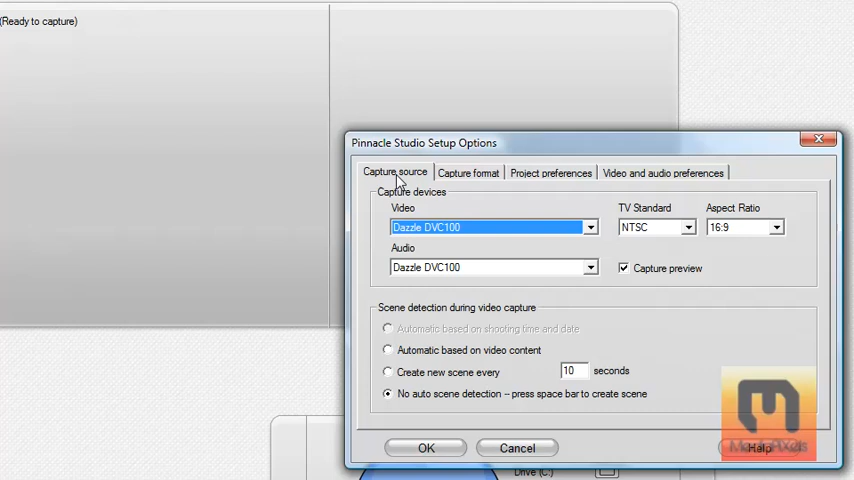 (Ready to capture)
Pinnacle Studio Setup Options
Capture source
Capture format
Project preferences
Video and audio preferences
Capture devices
Video
TV Standard
Aspect Ratio
Dazzle DVC100
NTSC
16:9
Audio
Dazzle DVC100
Capture preview
Scene detection during video capture
Automatic based on shooting time and date
Automatic based on video content
Create new scene every 10 seconds
No auto scene detection -- press space bar to create scene
OK
Cancel
Help
Drive (C:)